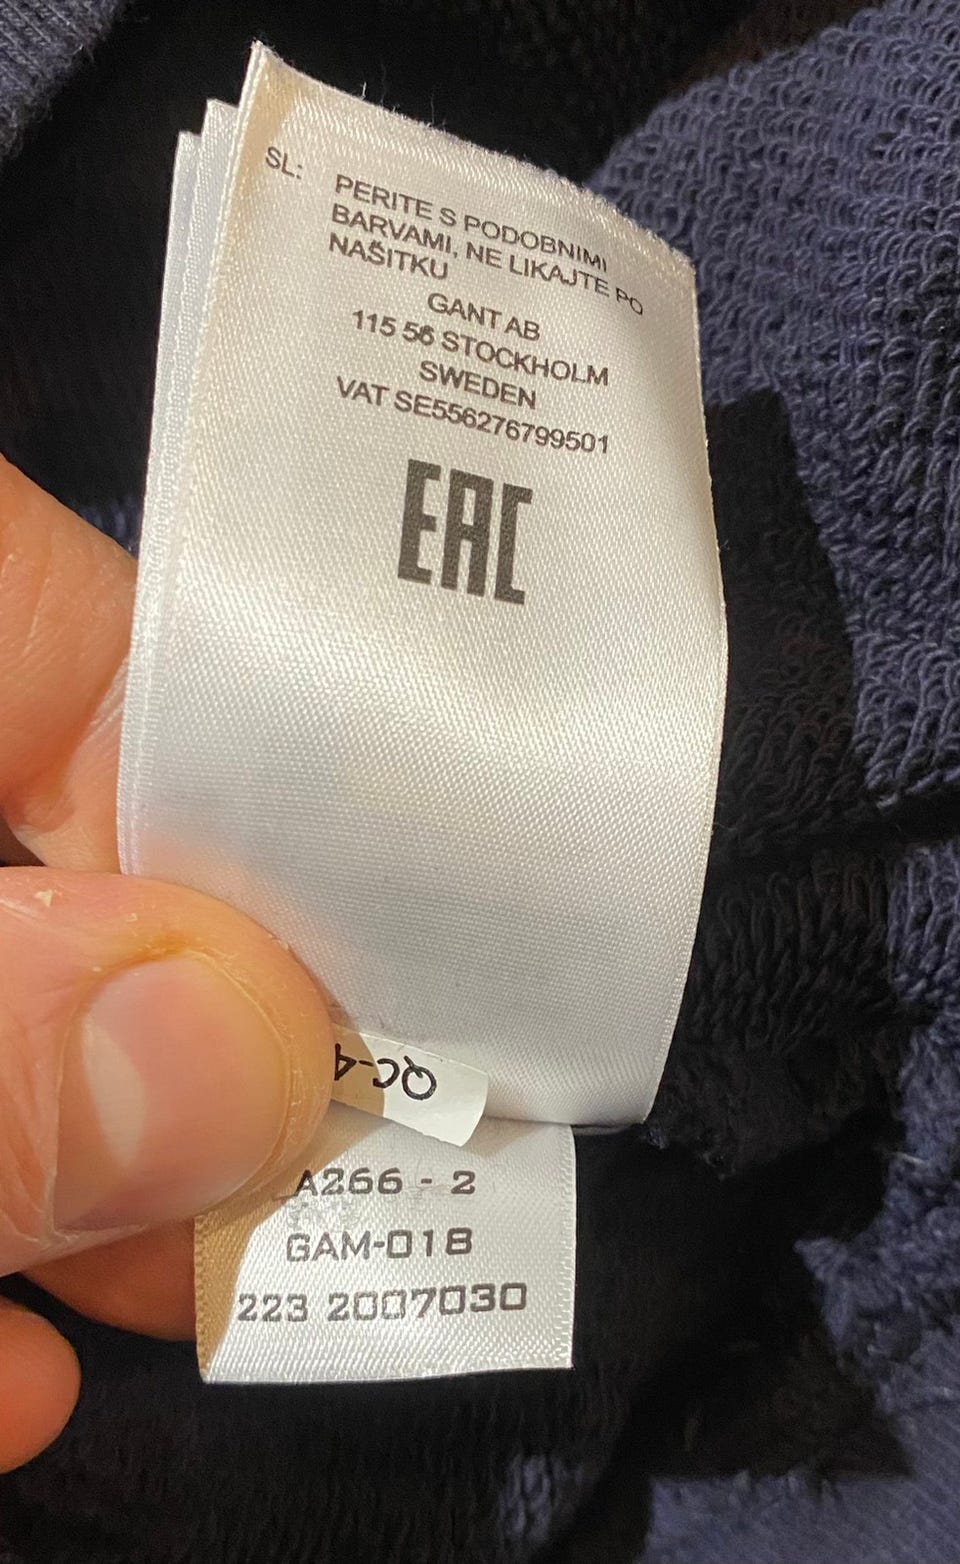 SL: PERITE S PODOBNIMI
BARVAMI, NE LIKAJTE PO
NAŠITKU
GANT AB
115 56 STOCKHOLM
SWEDEN
VAT SE556276799501
EAC
QC-4
A266 - 2
GAM-018
223 2007030